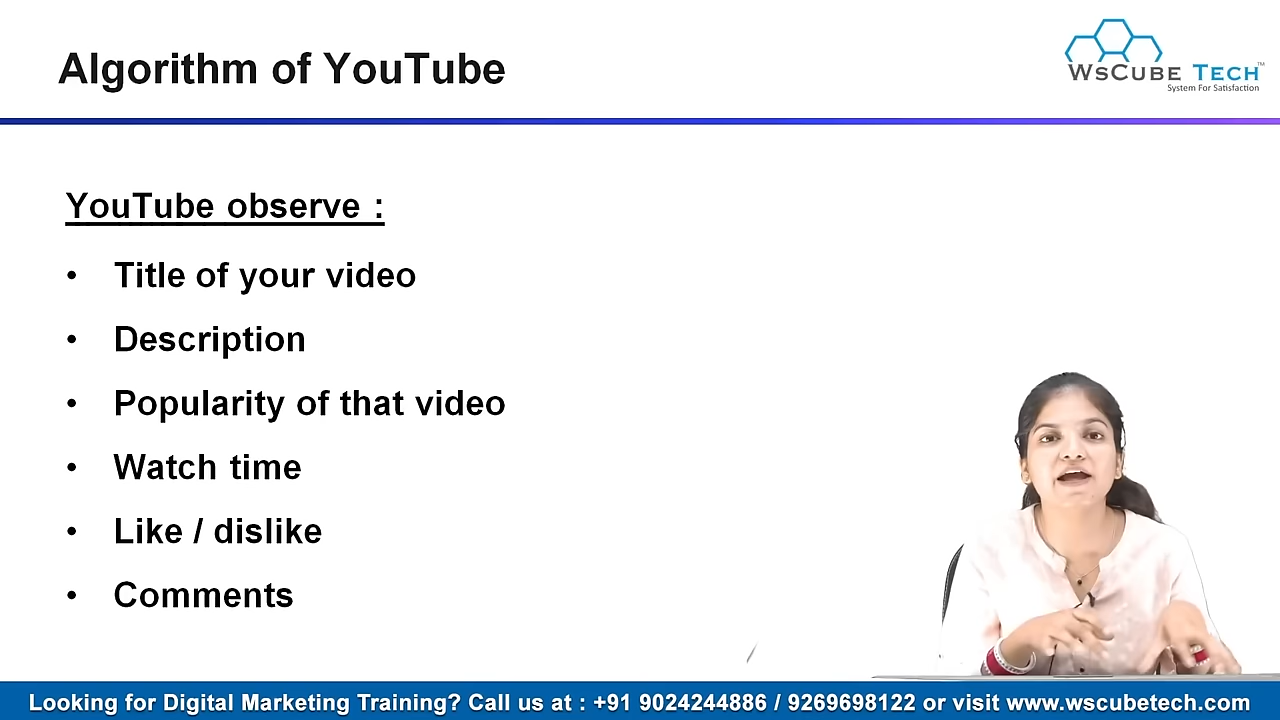 Algorithm of YouTube
WSCUBE TECH™
System For Satisfaction
YouTube observe :
• Title of your video
• Description
• Popularity of that video
• Watch time
• Like / dislike
• Comments
Looking for Digital Marketing Training? Call us at : +91 9024244886 / 9269698122 or visit www.wscubetech.com